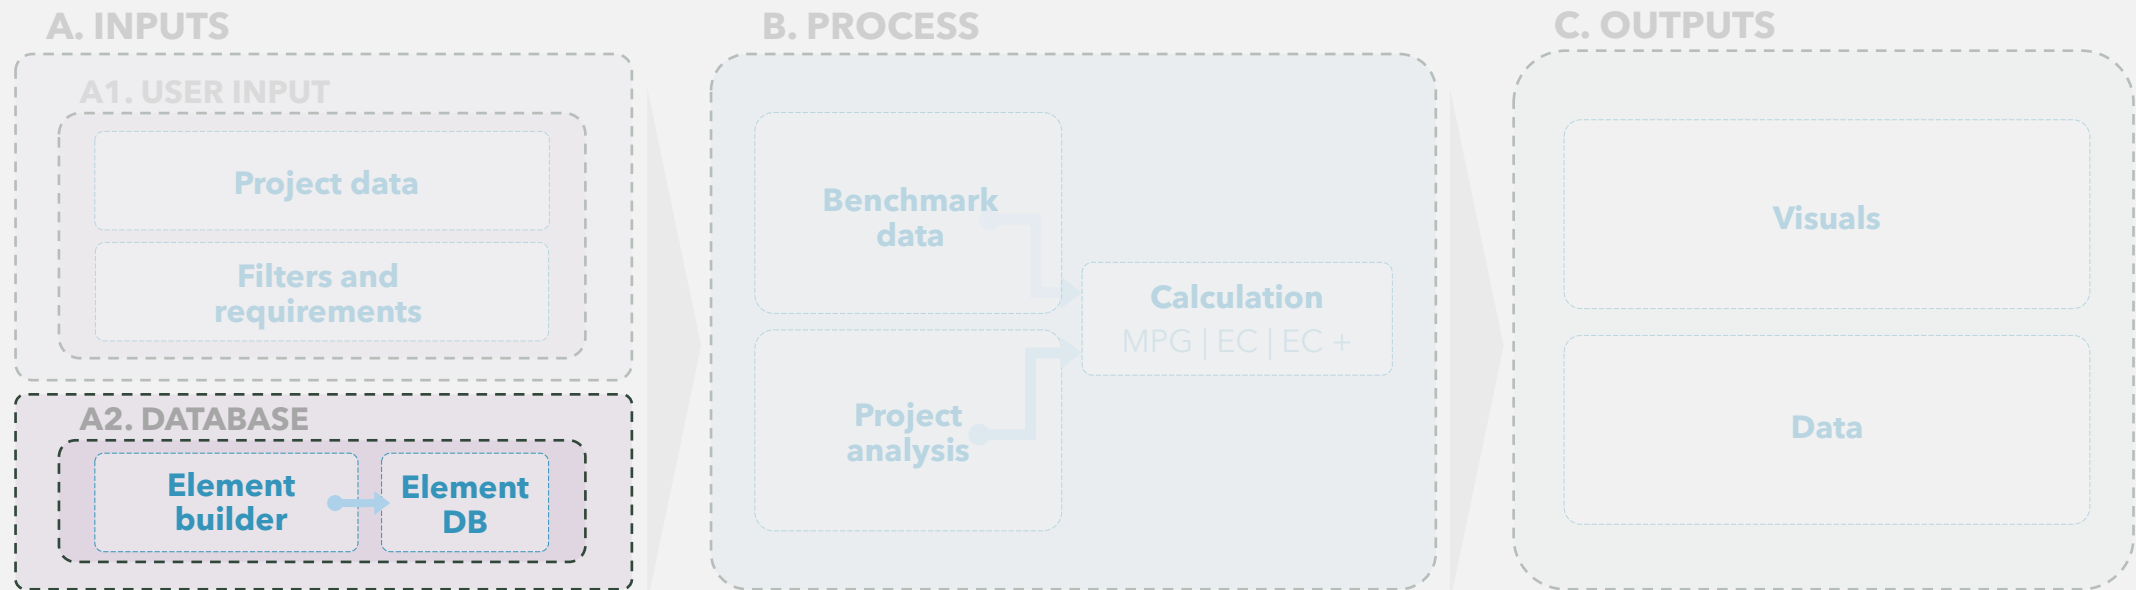 A. INPUTS
A1. USER INPUT
Project data
Filters and
requirements
A2. DATABASE
Element
builder
Element
DB
B. PROCESS
Benchmark
data
Project
analysis
Calculation
MPG | EC | EC +
C. OUTPUTS
Visuals
Data